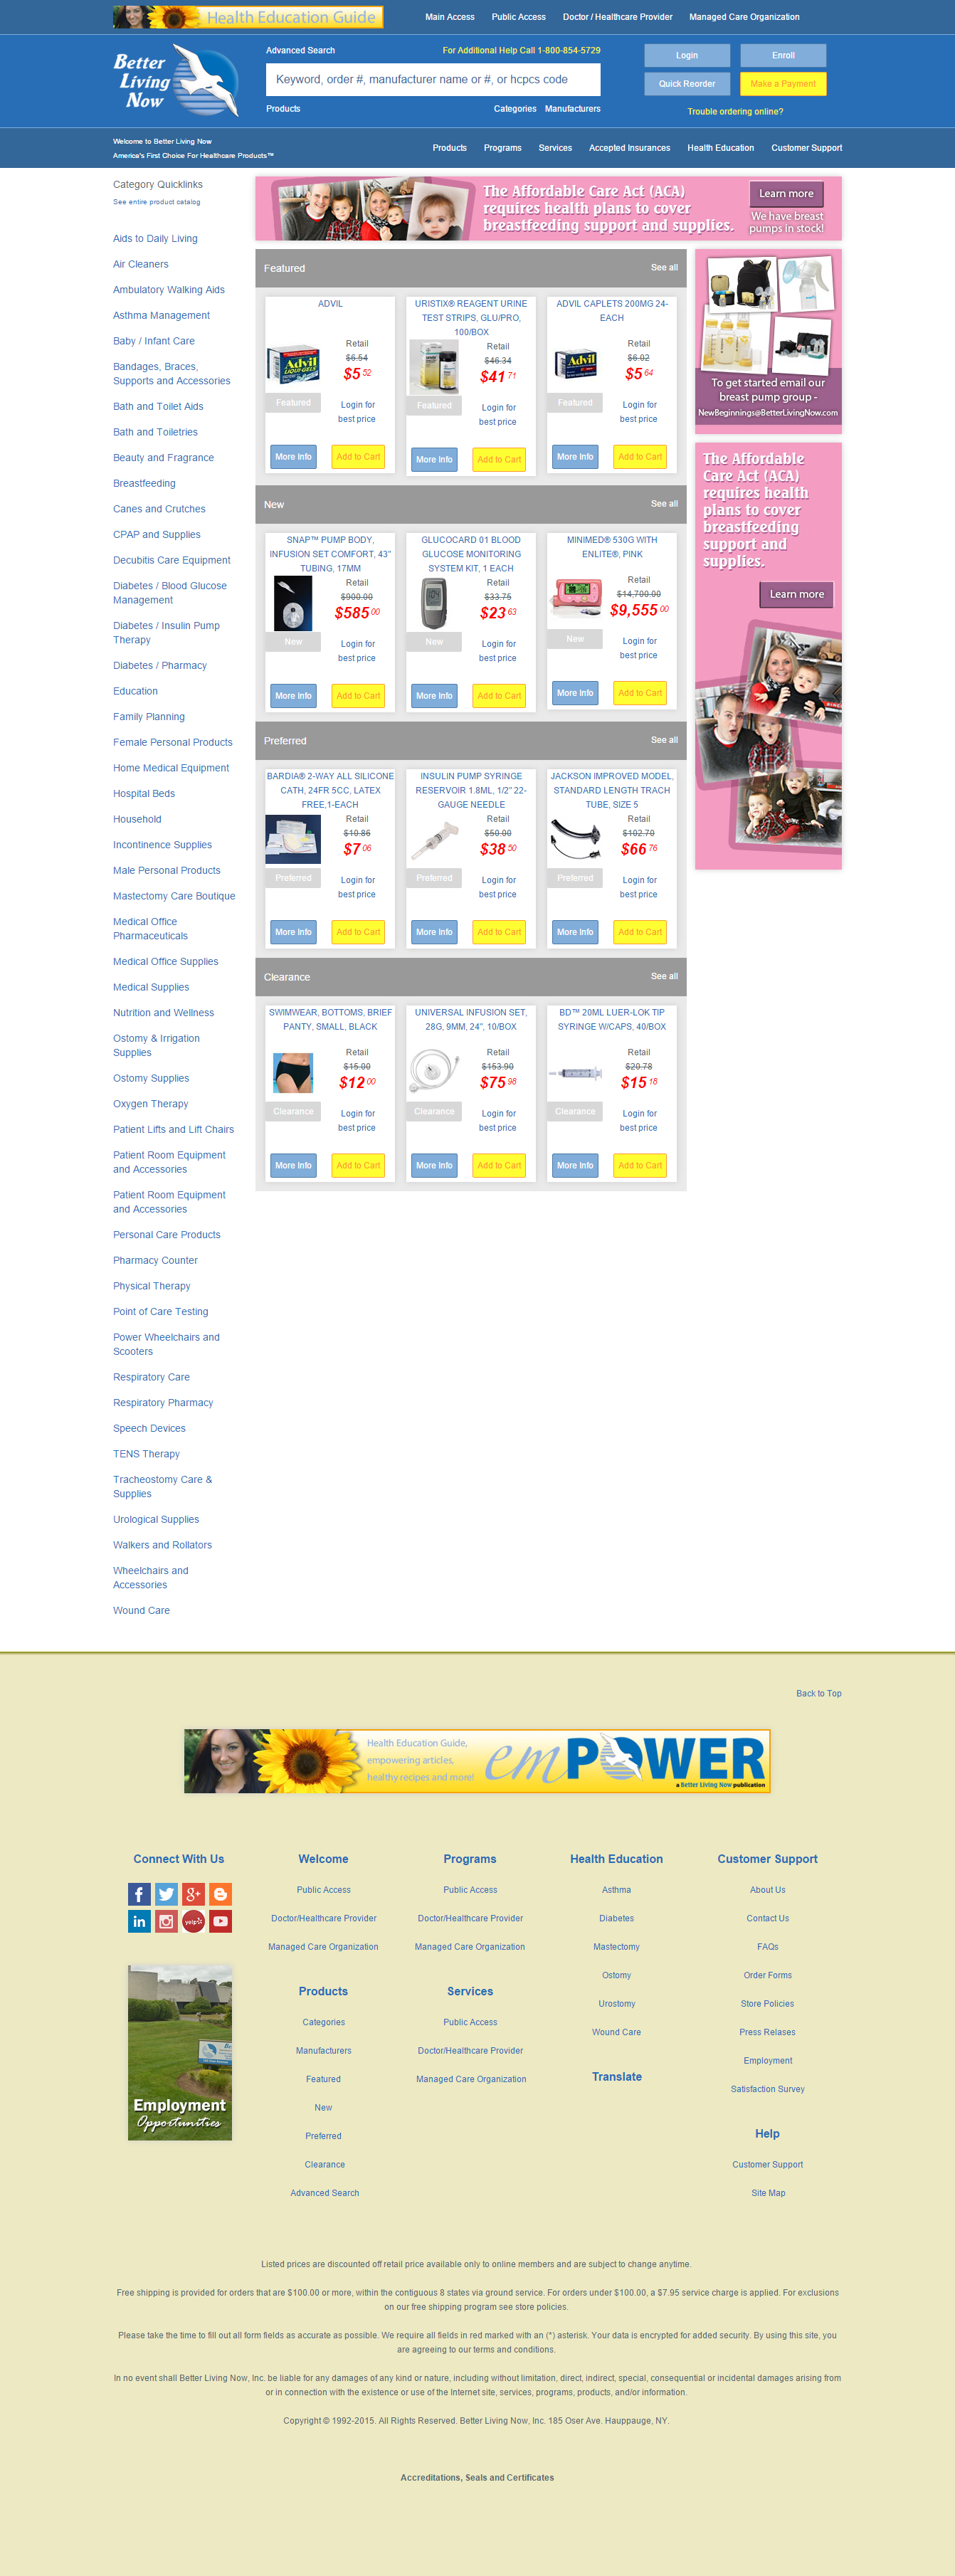 Health Education Guide
Main Access Public Access Doctor / Healthcare Provider Managed Care Organization
Better Living Now
Advanced Search For Additional Help Call 1-800-854-5729
Keyword, order #, manufacturer name or #, or hcpcs code
Products Categories Manufacturers
Login Enroll
Quick Reorder Make a Payment
Trouble ordering online?
Welcome to Better Living Now
America's First Choice For Healthcare Products™
Products Programs Services Accepted Insurances Health Education Customer Support
Category Quicklinks
See entire product catalog
Aids to Daily Living
Air Cleaners
Ambulatory Walking Aids
Asthma Management
Baby / Infant Care
Bandages, Braces,
Supports and Accessories
Bath and Toilet Aids
Bath and Toiletries
Beauty and Fragrance
Breastfeeding
Canes and Crutches
CPAP and Supplies
Decubitis Care Equipment
Diabetes / Blood Glucose
Management
Diabetes / Insulin Pump
Therapy
Diabetes / Pharmacy
Education
Family Planning
Female Personal Products
Home Medical Equipment
Hospital Beds
Household
Incontinence Supplies
Male Personal Products
Mastectomy Care Boutique
Medical Office
Pharmaceuticals
Medical Office Supplies
Medical Supplies
Nutrition and Wellness
Ostomy & Irrigation
Supplies
Ostomy Supplies
Oxygen Therapy
Patient Lifts and Lift Chairs
Patient Room Equipment
and Accessories
Patient Room Equipment
and Accessories
Personal Care Products
Pharmacy Counter
Physical Therapy
Point of Care Testing
Power Wheelchairs and
Scooters
Respiratory Care
Respiratory Pharmacy
Speech Devices
TENS Therapy
Tracheostomy Care &
Supplies
Urological Supplies
Walkers and Rollators
Wheelchairs and
Accessories
Wound Care
The Affordable Care Act (ACA)
requires health plans to cover
breastfeeding support and supplies.
Learn more
We have breast
pumps in stock!
Featured See all
ADVIL
Advil
LIQUI-GELS
Retail
$6.54
$5 52
Featured
Login for
best price
More Info Add to Cart
URISTIX® REAGENT URINE
TEST STRIPS, GLU/PRO,
100/BOX
Retail
$46.34
$41 71
Featured
Login for
best price
More Info Add to Cart
ADVIL CAPLETS 200MG 24-
EACH
Advil
Retail
$6.02
$5 64
Featured
Login for
best price
More Info Add to Cart
New See all
SNAP™ PUMP BODY,
INFUSION SET COMFORT, 43"
TUBING, 17MM
Retail
$900.00
$585 00
New
Login for
best price
More Info Add to Cart
GLUCOCARD 01 BLOOD
GLUCOSE MONITORING
SYSTEM KIT, 1 EACH
Retail
$33.75
$23 63
New
Login for
best price
More Info Add to Cart
MINIMED® 530G WITH
ENLITE®, PINK
Retail
$14,700.00
$9,555 00
New
Login for
best price
More Info Add to Cart
Preferred See all
BARDIA® 2-WAY ALL SILICONE
CATH, 24FR 5CC, LATEX
FREE,1-EACH
Retail
$10.86
$7 06
Preferred
Login for
best price
More Info Add to Cart
INSULIN PUMP SYRINGE
RESERVOIR 1.8ML, 1/2" 22-
GAUGE NEEDLE
Retail
$50.00
$38 50
Preferred
Login for
best price
More Info Add to Cart
JACKSON IMPROVED MODEL,
STANDARD LENGTH TRACH
TUBE, SIZE 5
Retail
$102.70
$66 76
Preferred
Login for
best price
More Info Add to Cart
Clearance See all
SWIMWEAR, BOTTOMS, BRIEF
PANTY, SMALL, BLACK
Retail
$15.00
$12 00
Clearance
Login for
best price
More Info Add to Cart
UNIVERSAL INFUSION SET,
28G, 9MM, 24", 10/BOX
Retail
$153.90
$75 98
Clearance
Login for
best price
More Info Add to Cart
BD™ 20ML LUER-LOK TIP
SYRINGE W/CAPS, 40/BOX
Retail
$20.78
$15 18
Clearance
Login for
best price
More Info Add to Cart
To get started email our
breast pump group -
NewBeginnings@BetterLivingNow.com
The Affordable
Care Act (ACA)
requires health
plans to cover
breastfeeding
support and
supplies.
Learn more
Back to Top
Health Education Guide,
empowering articles,
healthy recipes and more!
emPOWER
a Better Living Now publication
Connect With Us
Employment
Opportunities
Welcome
Public Access
Doctor/Healthcare Provider
Managed Care Organization
Products
Categories
Manufacturers
Featured
New
Preferred
Clearance
Advanced Search
Programs
Public Access
Doctor/Healthcare Provider
Managed Care Organization
Services
Public Access
Doctor/Healthcare Provider
Managed Care Organization
Health Education
Asthma
Diabetes
Mastectomy
Ostomy
Urostomy
Wound Care
Translate
Customer Support
About Us
Contact Us
FAQs
Order Forms
Store Policies
Press Relases
Employment
Satisfaction Survey
Help
Customer Support
Site Map
Listed prices are discounted off retail price available only to online members and are subject to change anytime.
Free shipping is provided for orders that are $100.00 or more, within the contiguous 8 states via ground service. For orders under $100.00, a $7.95 service charge is applied. For exclusions
on our free shipping program see store policies.
Please take the time to fill out all form fields as accurate as possible. We require all fields in red marked with an (*) asterisk. Your data is encrypted for added security. By using this site, you
are agreeing to our terms and conditions.
In no event shall Better Living Now, Inc. be liable for any damages of any kind or nature, including without limitation, direct, indirect, special, consequential or incidental damages arising from
or in connection with the existence or use of the Internet site, services, programs, products, and/or information.
Copyright © 1992-2015. All Rights Reserved. Better Living Now, Inc. 185 Oser Ave. Hauppauge, NY.
Accreditations, Seals and Certificates